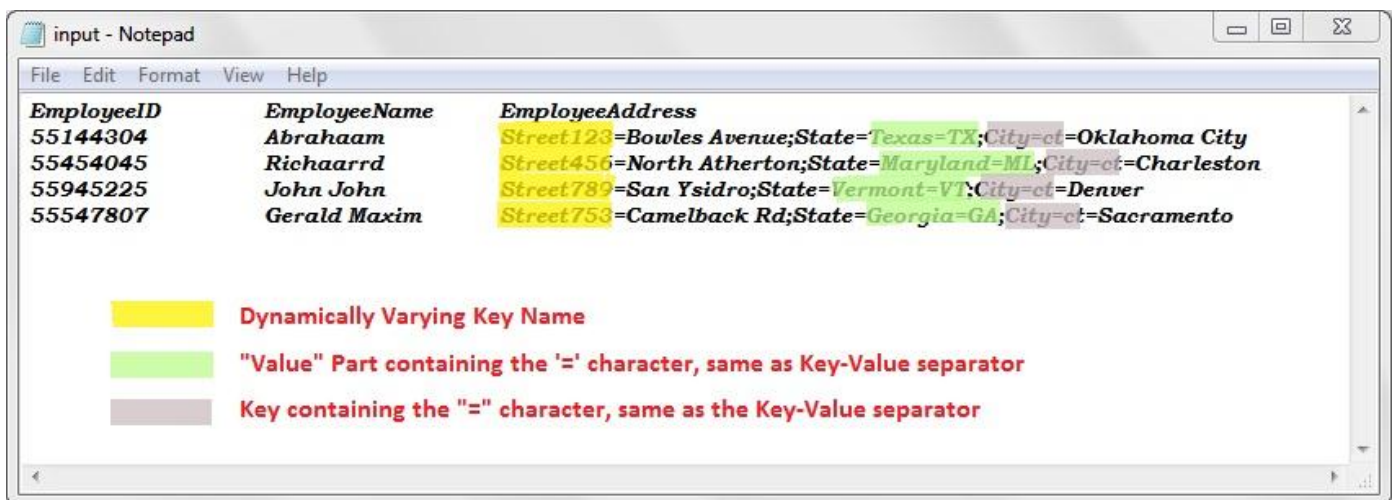 input - Notepad
File Edit Format View Help
EmployeeID EmployeeName EmployeeAddress
55144304 Abrahaam Street123=Bowles Avenue;State=Texas=TX;City=ct=Oklahoma City
55454045 Richaarrd Street456=North Atherton;State=Maryland=ML;City=ct=Charleston
55945225 John John Street789=San Ysidro;State=Vermont=VT;City=ct=Denver
55547807 Gerald Maxim Street753=Camelback Rd;State=Georgia=GA;City=ct=Sacramento
Dynamically Varying Key Name
"Value" Part containing the '=' character, same as Key-Value separator
Key containing the "=" character, same as the Key-Value separator